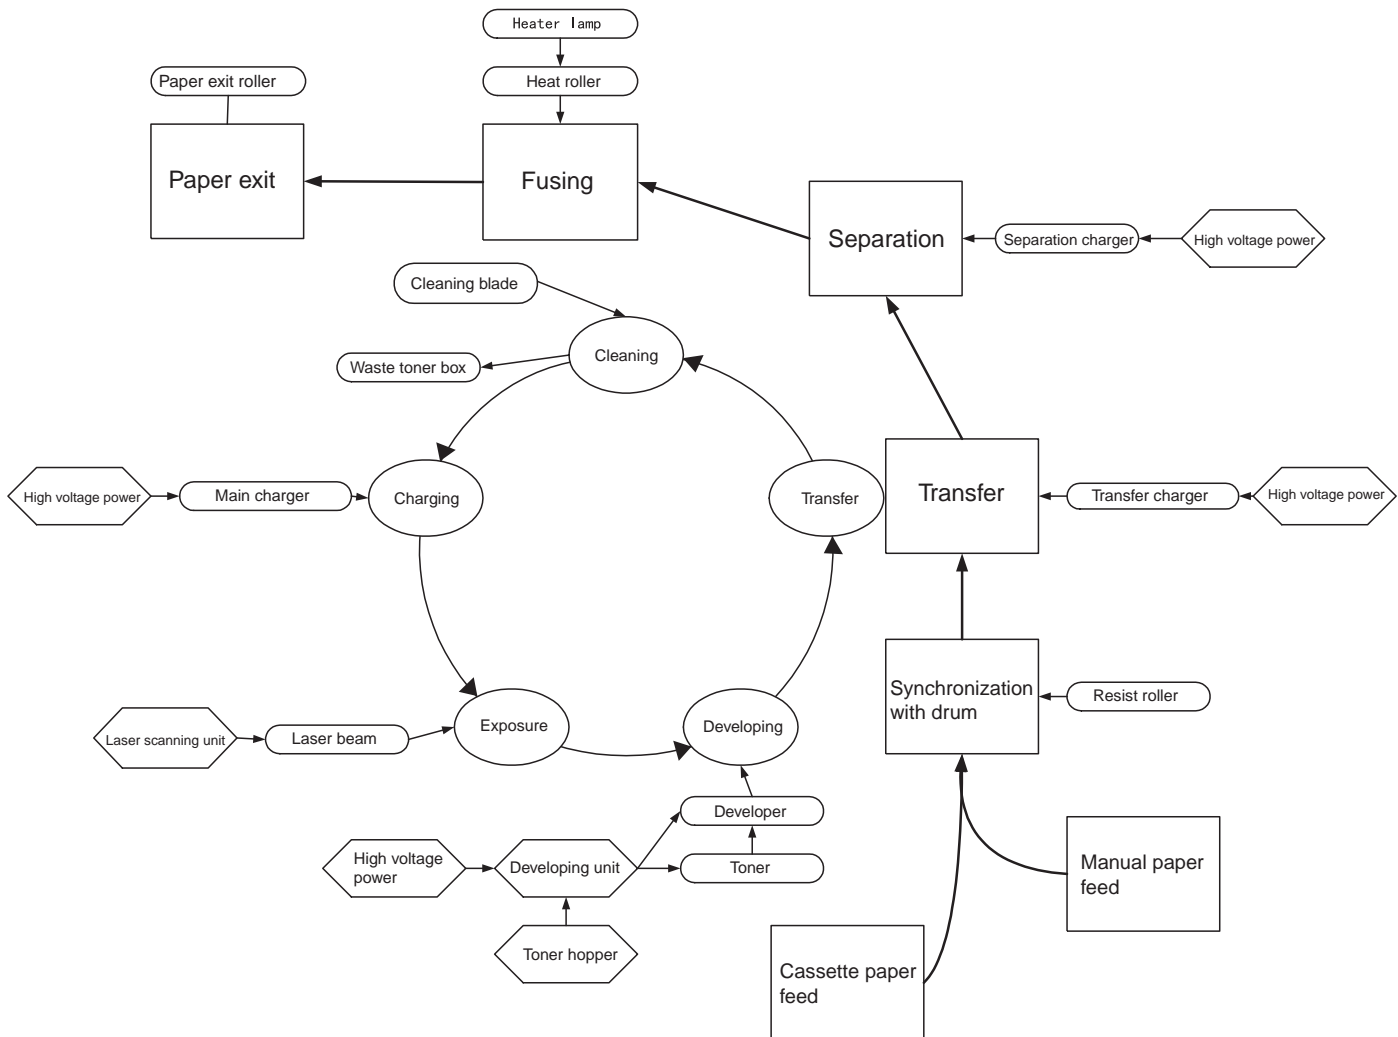 Heater lamp
Paper exit roller
Heat roller
Paper exit
Fusing
Separation
Separation charger
High voltage power
Cleaning blade
Cleaning
Waste toner box
High voltage power
Main charger
Charging
Transfer
Transfer
Transfer charger
High voltage power
Synchronization
with drum
Resist roller
Laser scanning unit
Laser beam
Exposure
Developing
Developer
High voltage
power
Developing unit
Toner
Manual paper
feed
Toner hopper
Cassette paper
feed